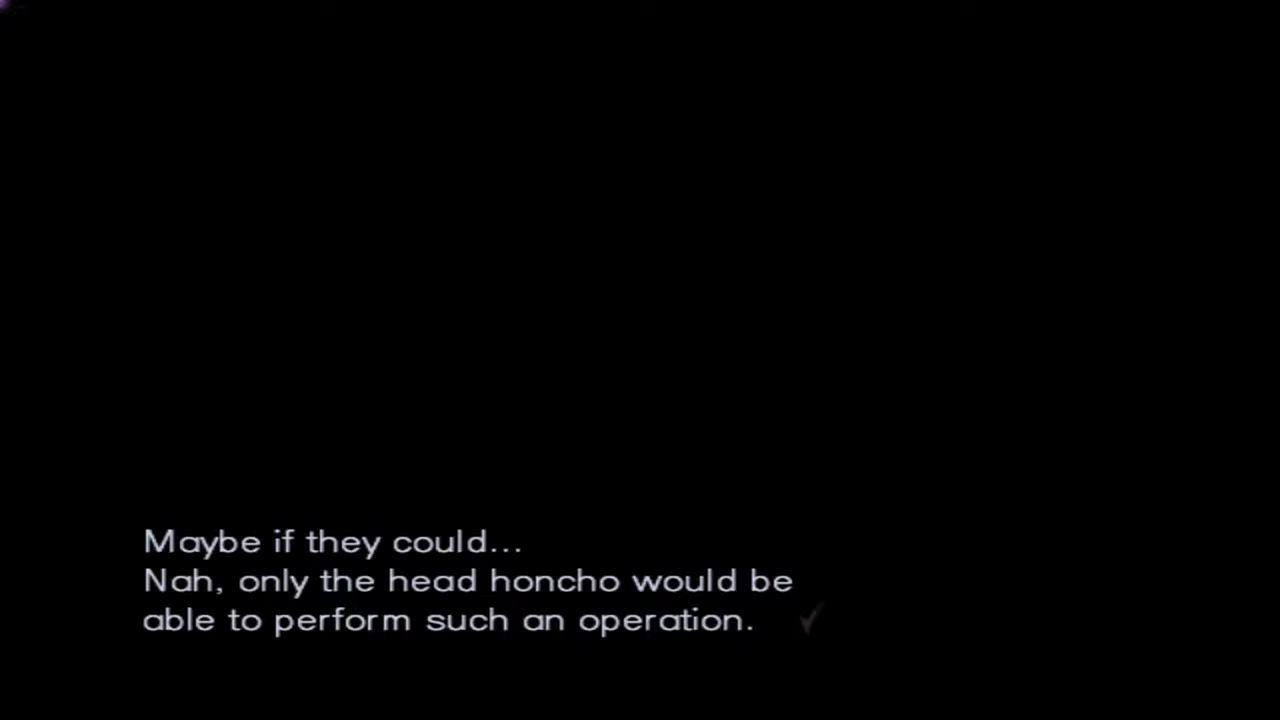 Maybe if they could...
Nah, only the head honcho would be
able to perform such an operation.